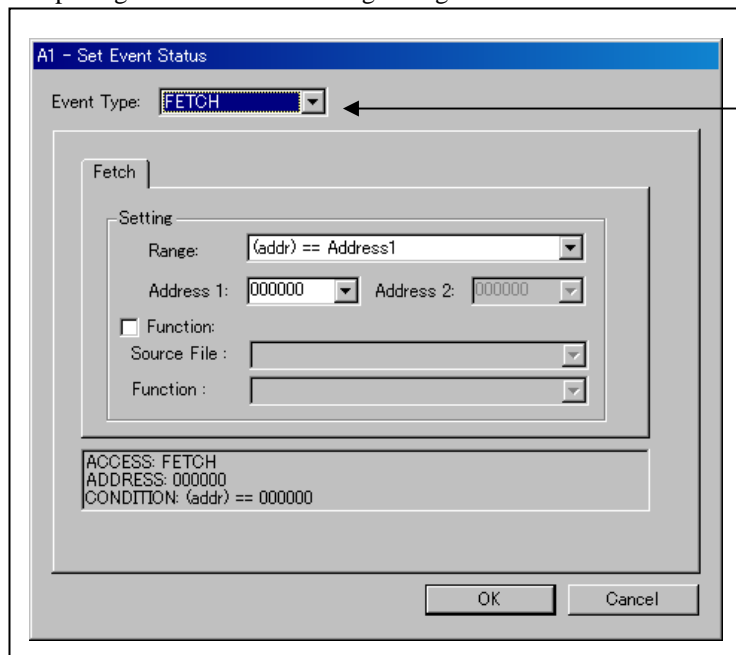 A1 - Set Event Status
Event Type: FETCH
Fetch
Setting
Range: (addr) == Address1
Address 1: 000000 Address 2: 000000
Function:
Source File :
Function :
ACCESS: FETCH
ADDRESS: 000000
CONDITION: (addr) == 000000
OK Cancel